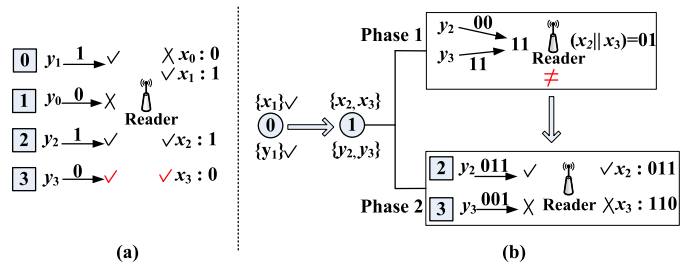 0 y₁ 1 ✓ ╳ x₀ : 0
✓ x₁ : 1
1 y₀ 0 ╳
Reader
2 y₂ 1 ✓ ✓ x₂ : 1
3 y₃ 0 ✓ ✓ x₃ : 0
(a)
Phase 1
y₂ 00
y₃ 11
11
(x₂||x₃)=01
Reader
≠
{x₁}✓ {x₂,x₃}
0 1
{y₁}✓ {y₂,y₃}
Phase 2
2 y₂ 011 ✓ ✓ x₂ : 011
Reader
3 y₃ 001 ╳ ╳ x₃ : 110
(b)